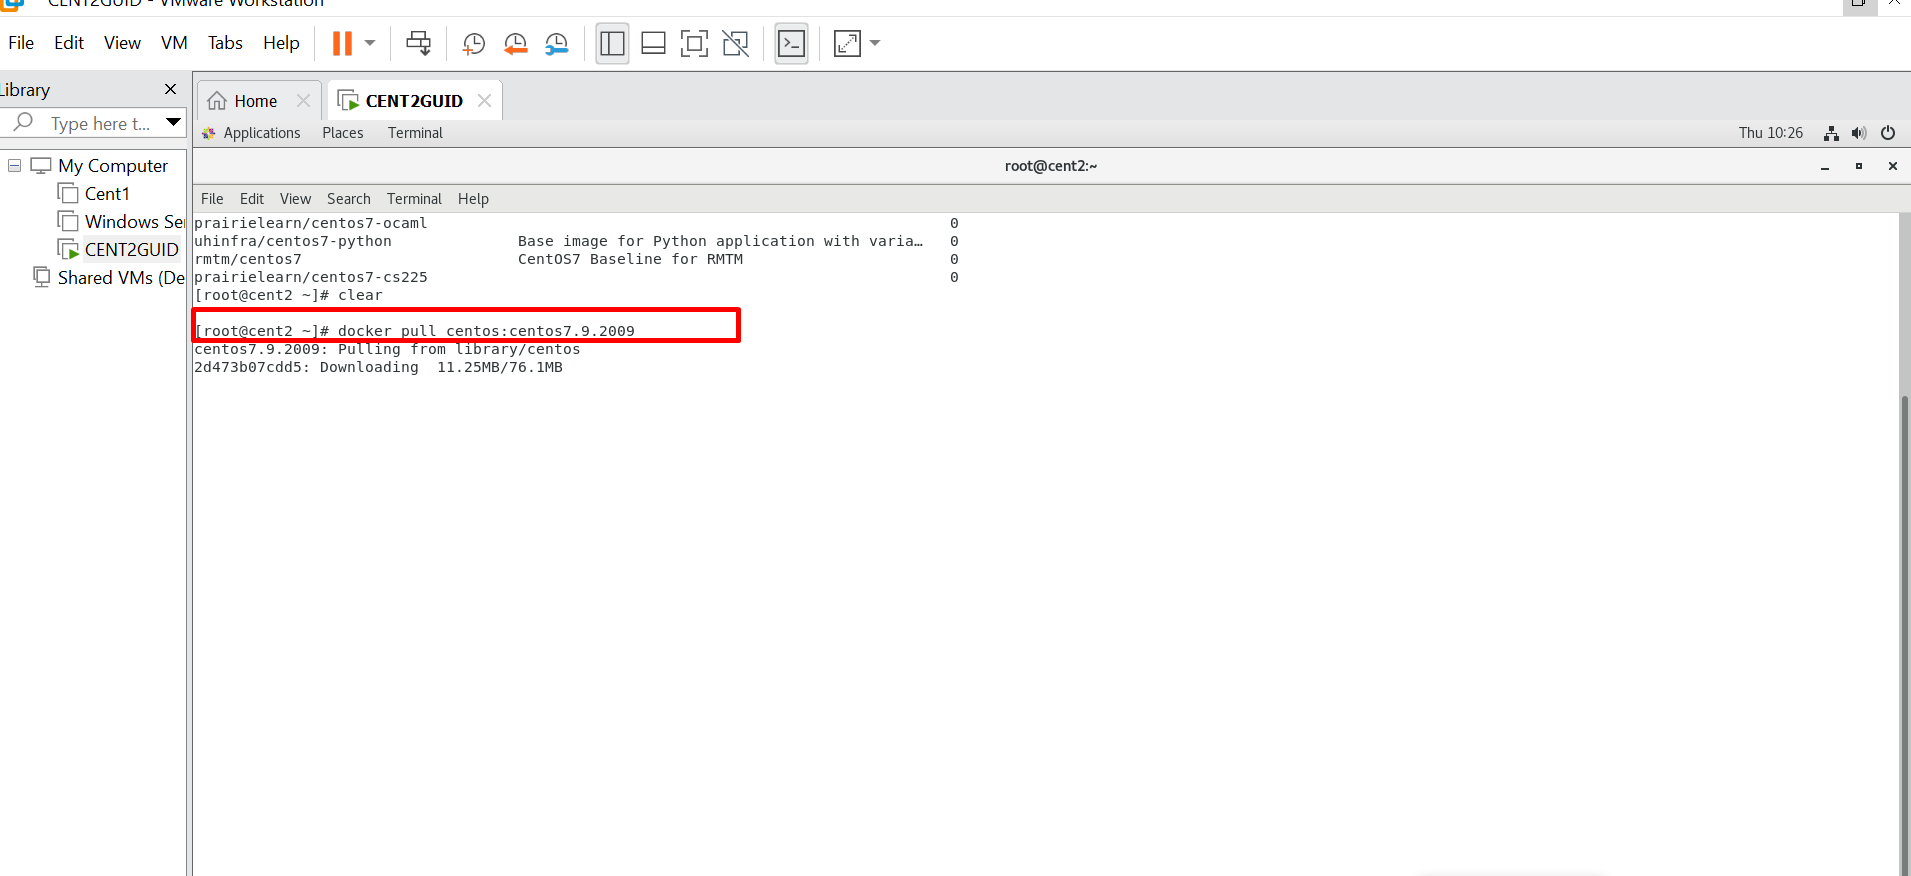 CENT2GUID - VMware Workstation
File Edit View VM Tabs Help
Library
Type here t...
My Computer
Cent1
Windows Se
CENT2GUID
Shared VMs (De
Home
CENT2GUID
Applications Places Terminal
Thu 10:26
root@cent2:~
File Edit View Search Terminal Help
prairielearn/centos7-ocaml 0
uhinfra/centos7-python Base image for Python application with varia… 0
rmtm/centos7 CentOS7 Baseline for RMTM 0
prairielearn/centos7-cs225 0
[root@cent2 ~]# clear
[root@cent2 ~]# docker pull centos:centos7.9.2009
centos7.9.2009: Pulling from library/centos
2d473b07cdd5: Downloading 11.25MB/76.1MB